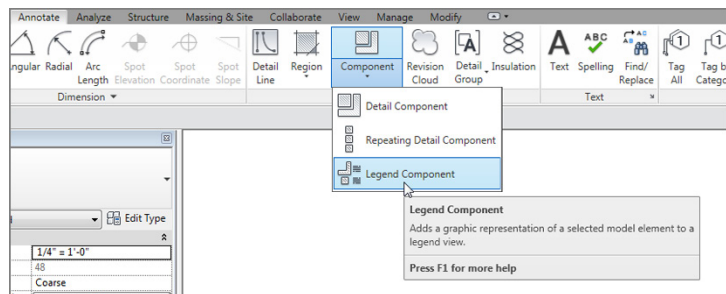 Annotate Analyze Structure Massing & Site Collaborate View Manage Modify
ngular Radial Arc Length Spot Elevation Spot Coordinate Spot Slope Detail Line Region Component Revision Cloud Detail Group Insulation Text Spelling Find/ Replace Tag All Tag b Catego
Dimension Text
Detail Component
Repeating Detail Component
Legend Component
Edit Type
Legend Component
Adds a graphic representation of a selected model element to a
legend view.
Press F1 for more help
1/4" = 1'-0"
48
Coarse